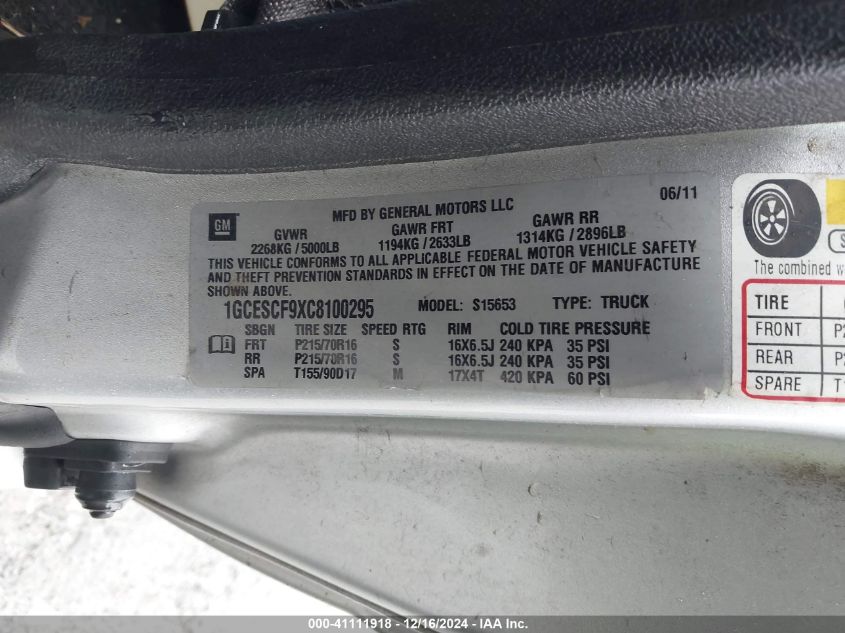 GM
MFD BY GENERAL MOTORS LLC 06/11
GVWR GAWR FRT GAWR RR
2268KG / 5000LB 1194KG / 2633LB 1314KG / 2896LB
THIS VEHICLE CONFORMS TO ALL APPLICABLE FEDERAL MOTOR VEHICLE SAFETY
AND THEFT PREVENTION STANDARDS IN EFFECT ON THE DATE OF MANUFACTURE
SHOWN ABOVE.
1GCESCF9XC8100295 MODEL: S15653 TYPE: TRUCK
SBGN TIRE SIZE SPEED RTG RIM COLD TIRE PRESSURE
FRT P215/70R16 S 16X6.5J 240 KPA 35 PSI
RR P215/70R16 S 16X6.5J 240 KPA 35 PSI
SPA T155/90D17 M 17X4T 420 KPA 60 PSI
The combined
TIRE
FRONT
REAR
SPARE
000-41111918 - 12/16/2024 - IAA, Inc.